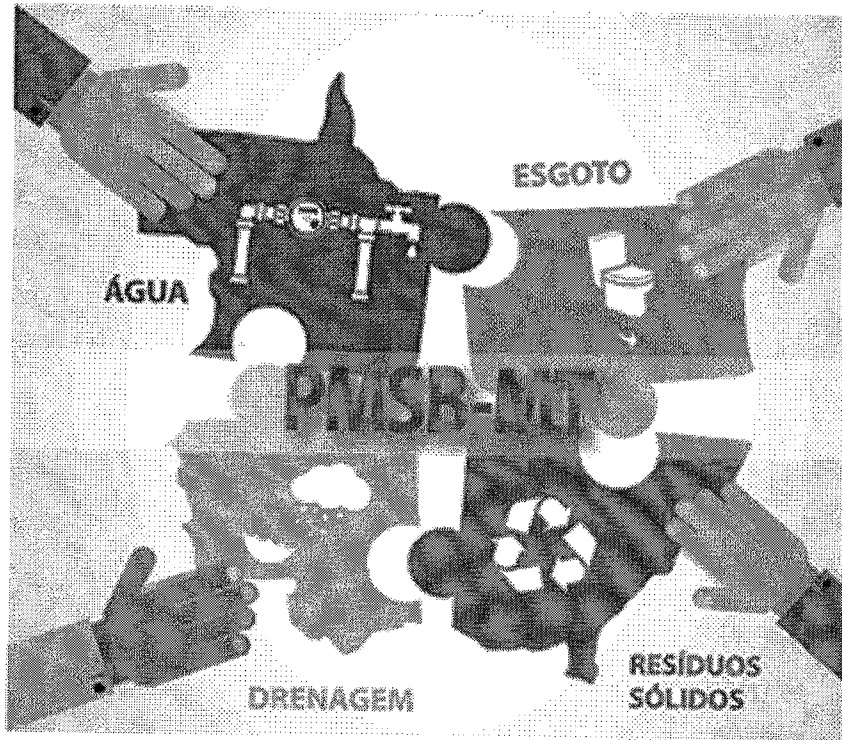 ESGOTO
ÁGUA
PMSB-MT
RESÍDUOS
SÓLIDOS
DRENAGEM